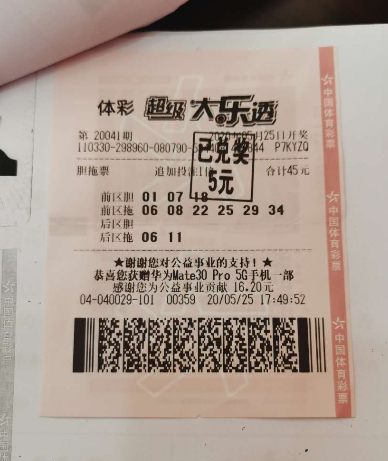 体彩 超级大乐透
第 20041期 2020年05月25日开奖
110330-298960-080790- P7KYZQ
已兑奖
5元
胆拖票 追加投注1倍 合计45元
前区胆 01 07 18
前区拖 06 08 22 25 29 34
后区胆
后区拖 06 11
★谢谢您对公益事业的支持！★
恭喜您获赠华为Mate30 Pro 5G手机一部
感谢您为公益事业贡献 16.20元
04-040029-101 00359 20/05/25 17:49:52
中国体育彩票
中国体育彩票
中国体育彩票